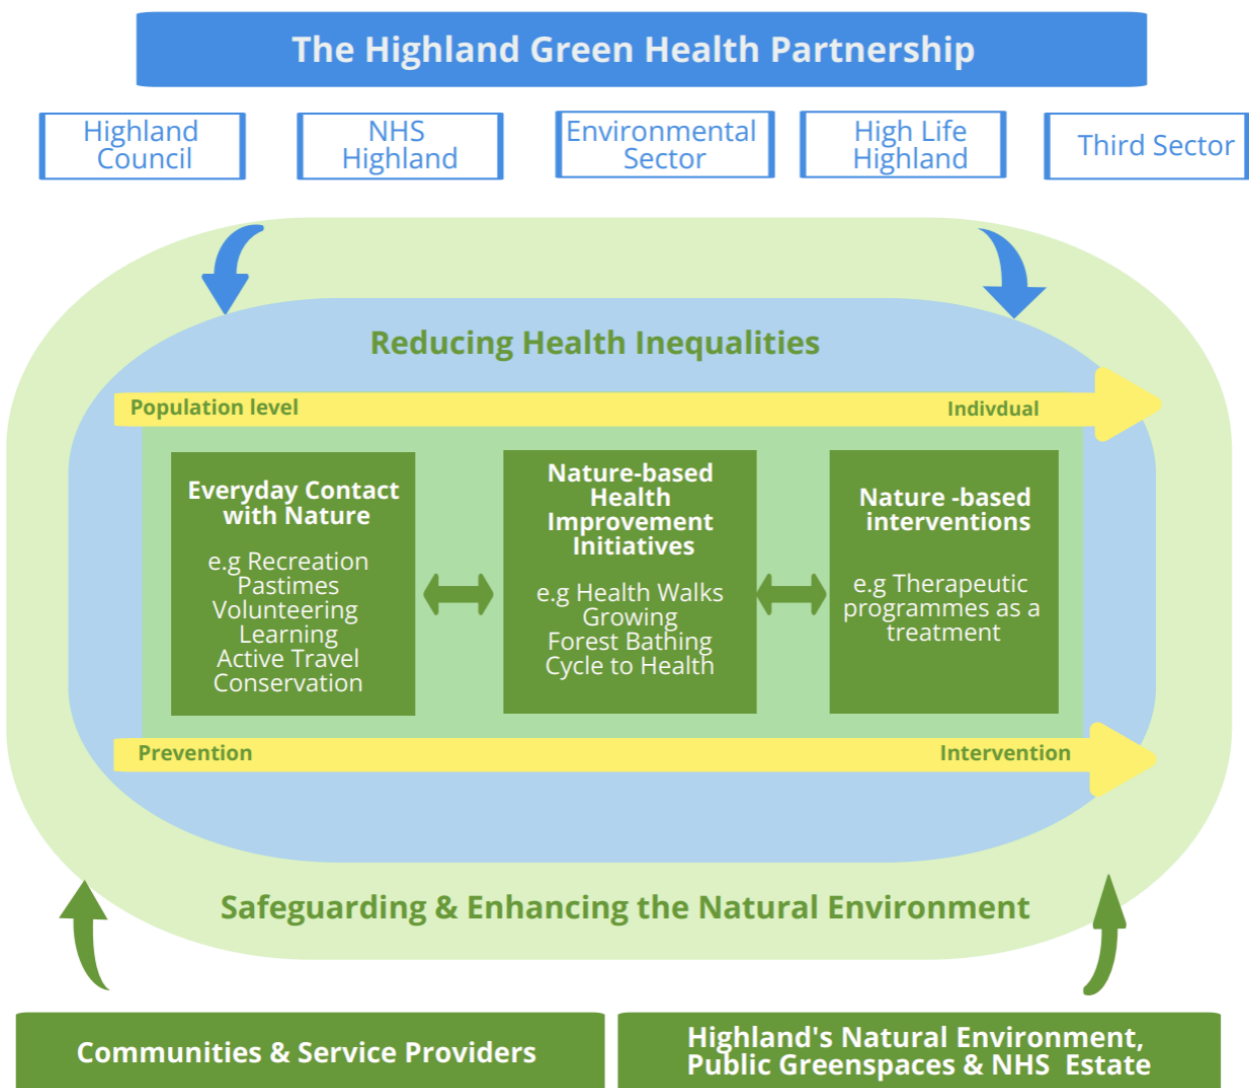 The Highland Green Health Partnership
Highland
Council
NHS
Highland
Environmental
Sector
High Life
Highland
Third Sector
Reducing Health Inequalities
Population level
Indivdual
Everyday Contact
with Nature
e.g Recreation
Pastimes
Volunteering
Learning
Active Travel
Conservation
Nature-based
Health
Improvement
Initiatives
e.g Health Walks
Growing
Forest Bathing
Cycle to Health
Nature -based
interventions
e.g Therapeutic
programmes as a
treatment
Prevention
Intervention
Safeguarding & Enhancing the Natural Environment
Communities & Service Providers
Highland's Natural Environment,
Public Greenspaces & NHS Estate